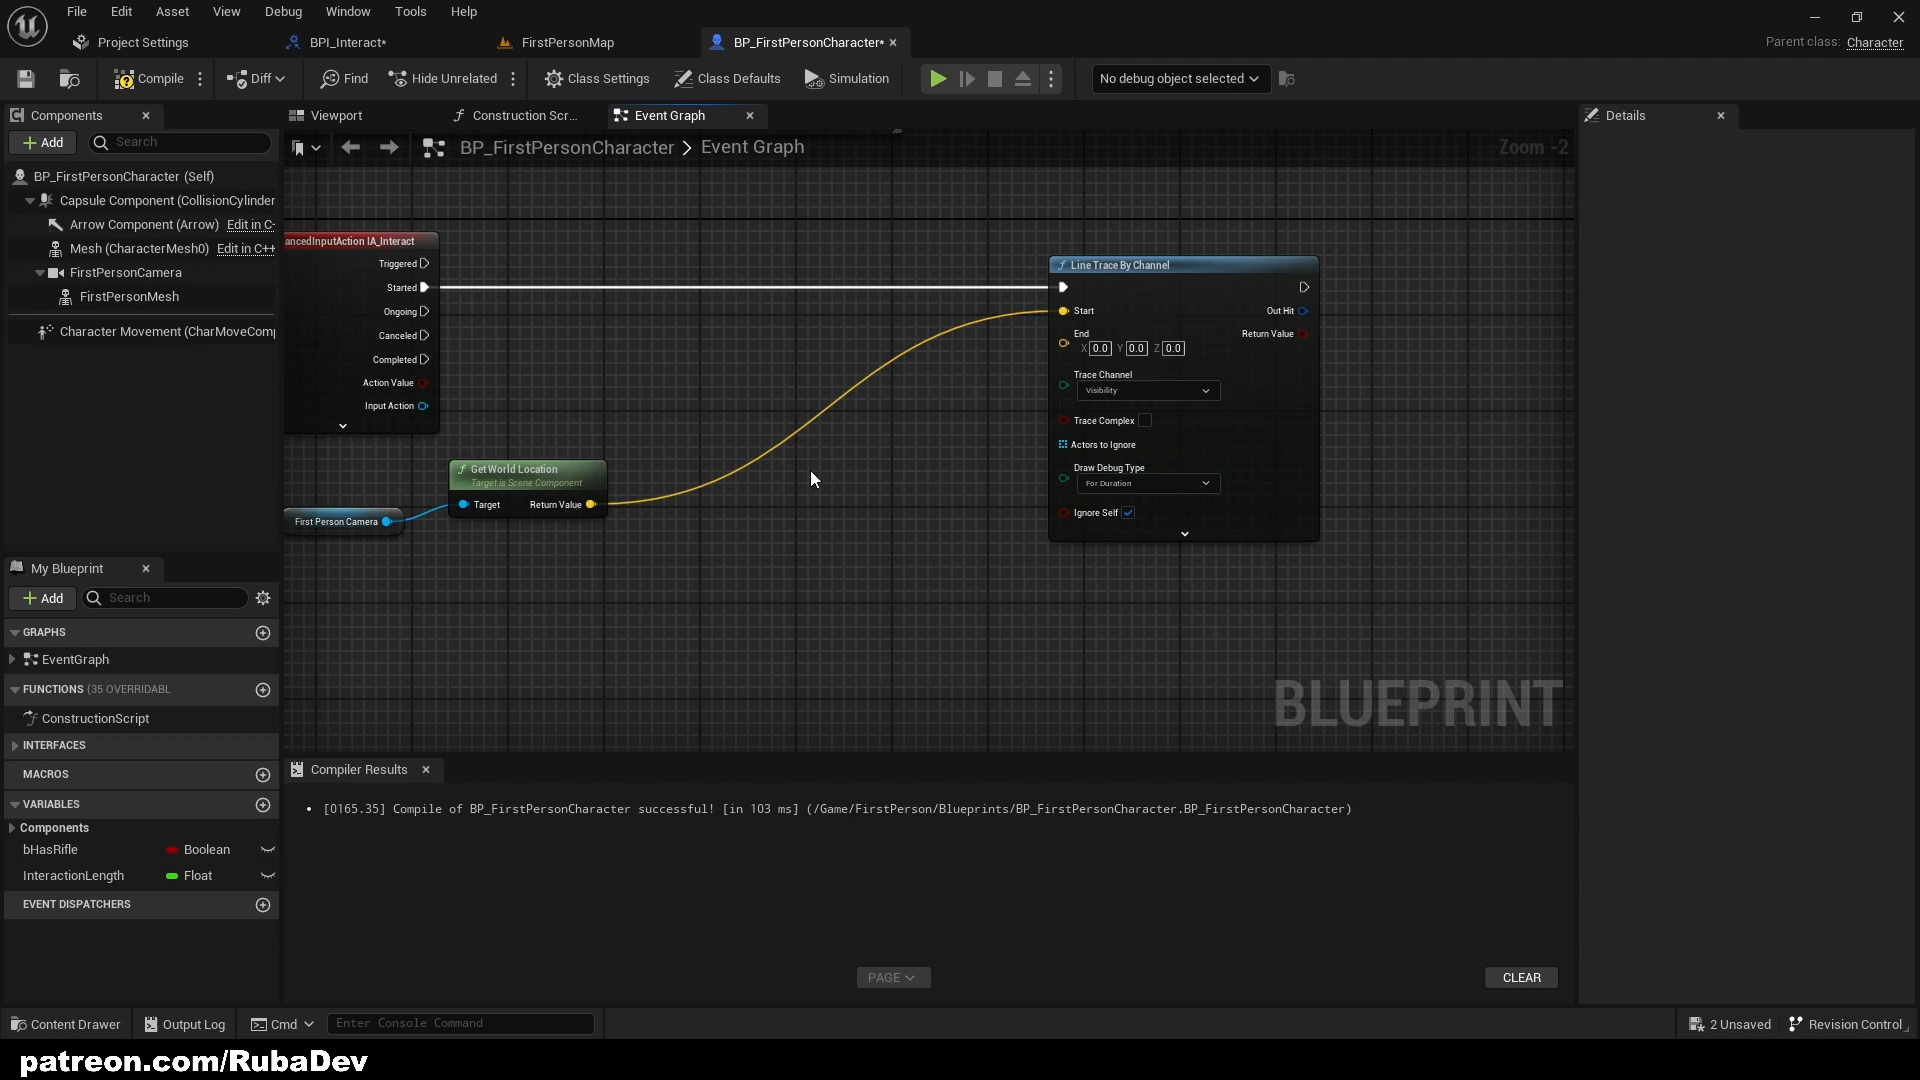 File Edit Asset View Debug Window Tools Help
Project Settings BPI_Interact* FirstPersonMap BP_FirstPersonCharacter* Parent class: Character
Compile Diff Find Hide Unrelated Class Settings Class Defaults Simulation No debug object selected
Components Viewport Construction Scr... Event Graph Details
Add Search
BP_FirstPersonCharacter > Event Graph Zoom -2
BP_FirstPersonCharacter (Self)
Capsule Component (CollisionCylinder
Arrow Component (Arrow) Edit in C-
Mesh (CharacterMesh0) Edit in C++
FirstPersonCamera
FirstPersonMesh
Character Movement (CharMoveComp
ancedInputAction IA_Interact
Triggered
Started
Ongoing
Canceled
Completed
Action Value
Input Action
Get World Location
Target is Scene Component
Target Return Value
First Person Camera
Line Trace By Channel
Start Out Hit
End Return Value
X 0.0 Y 0.0 Z 0.0
Trace Channel
Visibility
Trace Complex
Actors to Ignore
Draw Debug Type
For Duration
Ignore Self
BLUEPRINT
My Blueprint
Add Search
GRAPHS
EventGraph
FUNCTIONS (35 OVERRIDABL
ConstructionScript
INTERFACES
MACROS
VARIABLES
Components
bHasRifle Boolean
InteractionLength Float
EVENT DISPATCHERS
Compiler Results
[0165.35] Compile of BP_FirstPersonCharacter successful! [in 103 ms] (/Game/FirstPerson/Blueprints/BP_FirstPersonCharacter.BP_FirstPersonCharacter)
PAGE CLEAR
Content Drawer Output Log Cmd Enter Console Command 2 Unsaved Revision Control
patreon.com/RubaDev